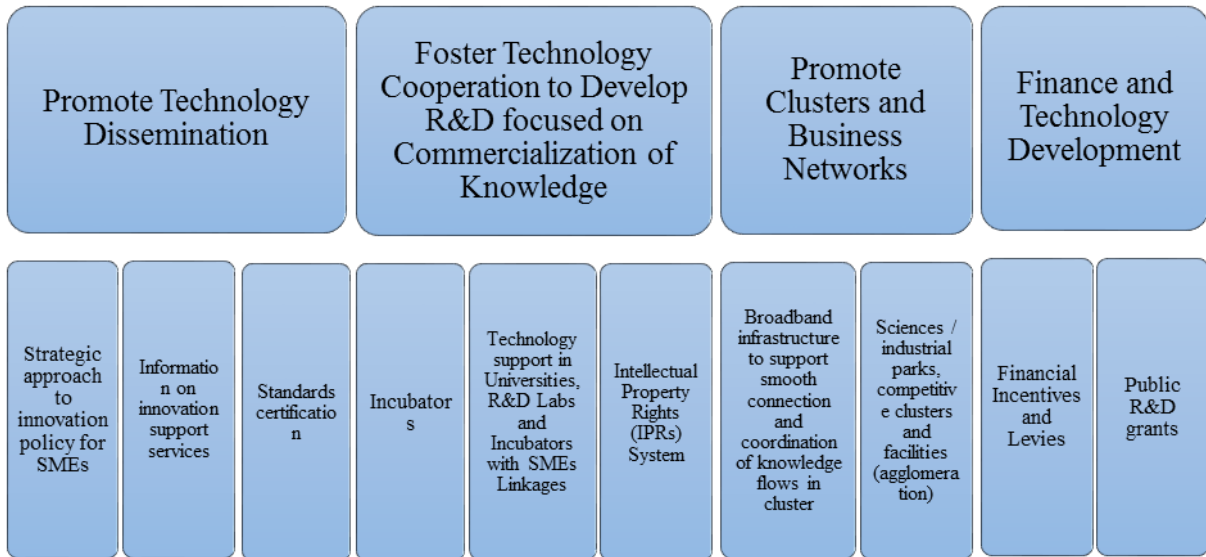 Promote Technology
Dissemination
Foster Technology
Cooperation to Develop
R&D focused on
Commercialization of
Knowledge
Promote
Clusters and
Business
Networks
Finance and
Technology
Development
Strategic
approach
to
innovation
policy for
SMEs
Informatio
n on
innovation
support
services
Standards
certificatio
n
Incubator
s
Technology
support in
Universities,
R&D Labs
and
Incubators
with SMEs
Linkages
Intellectual
Property
Rights
(IPRs)
System
Broadband
infrastructure
to support
smooth
connection
and
coordination
of knowledge
flows in
cluster
Sciences /
industrial
parks,
competitiv
e clusters
and
facilities
(agglomera
tion)
Financial
Incentives
and
Levies
Public
R&D
grants